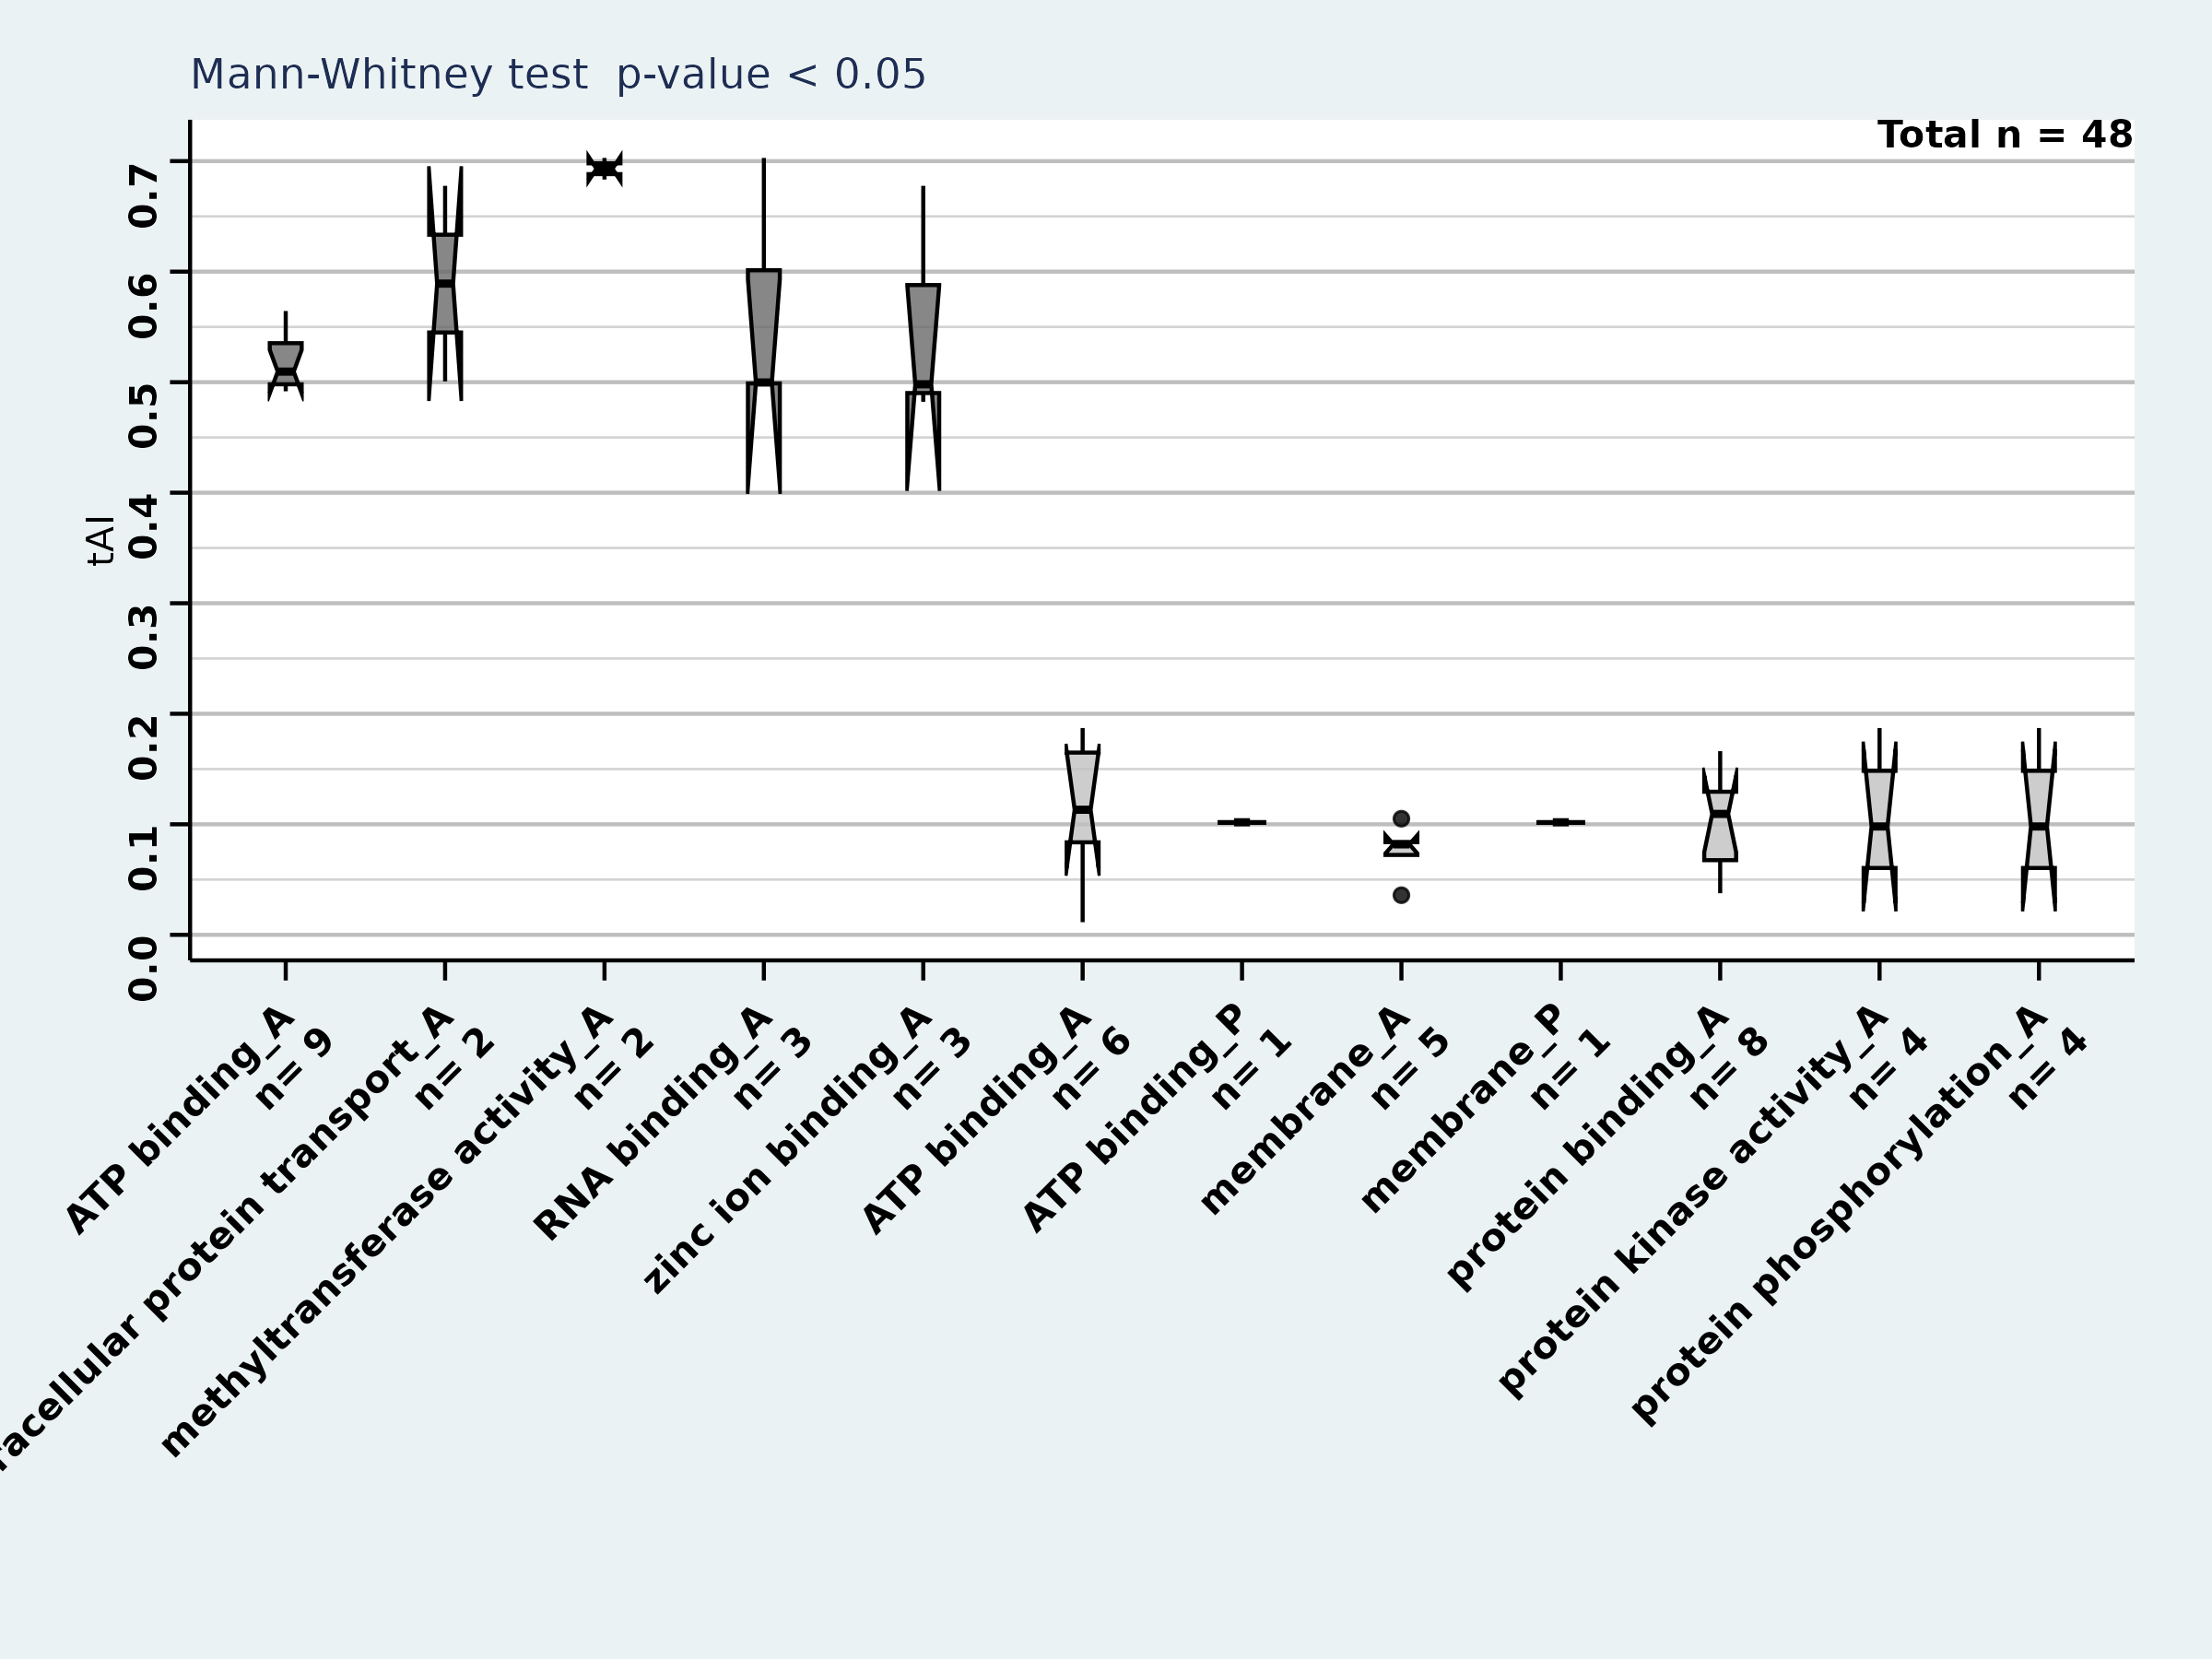 Mann-Whitney test  p-value < 0.05
Total n = 48
tAI
0.7
0.6
0.5
0.4
0.3
0.2
0.1
0.0
ATP binding_A
n= 9
protein transport_A
n= 2
methyltransferase activity_A
n= 2
RNA binding_A
n= 3
zinc ion binding_A
n= 3
ATP binding_A
n= 6
ATP binding_P
n= 1
membrane_A
n= 5
membrane_P
n= 1
protein binding_A
n= 8
protein kinase activity_A
n= 4
protein phosphorylation_A
n= 4